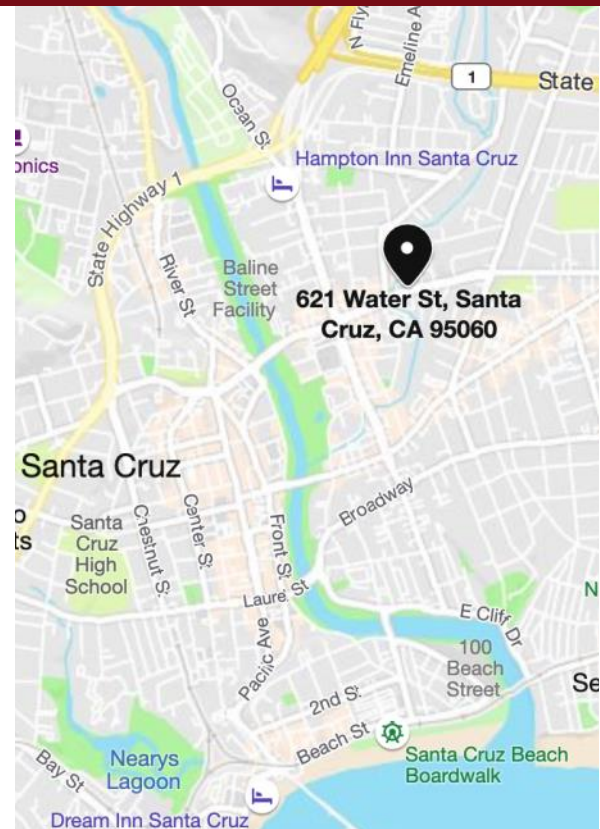 N Fly
Emeline A
1
State
Ocean St
onics
Hampton Inn Santa Cruz
State Highway 1
River St
Baline
Street
Facility
621 Water St, Santa
Cruz, CA 95060
Santa Cruz
Broadway
o
ts
Santa
Cruz
High
School
Chestnut St
Center St
Front St
Laurel St
E Cliff Dr
N
100
Beach
Street
Se
Pacific Ave
2nd St
Beach St
Santa Cruz Beach
Boardwalk
Nearys
Lagoon
Bay St
Dream Inn Santa Cruz